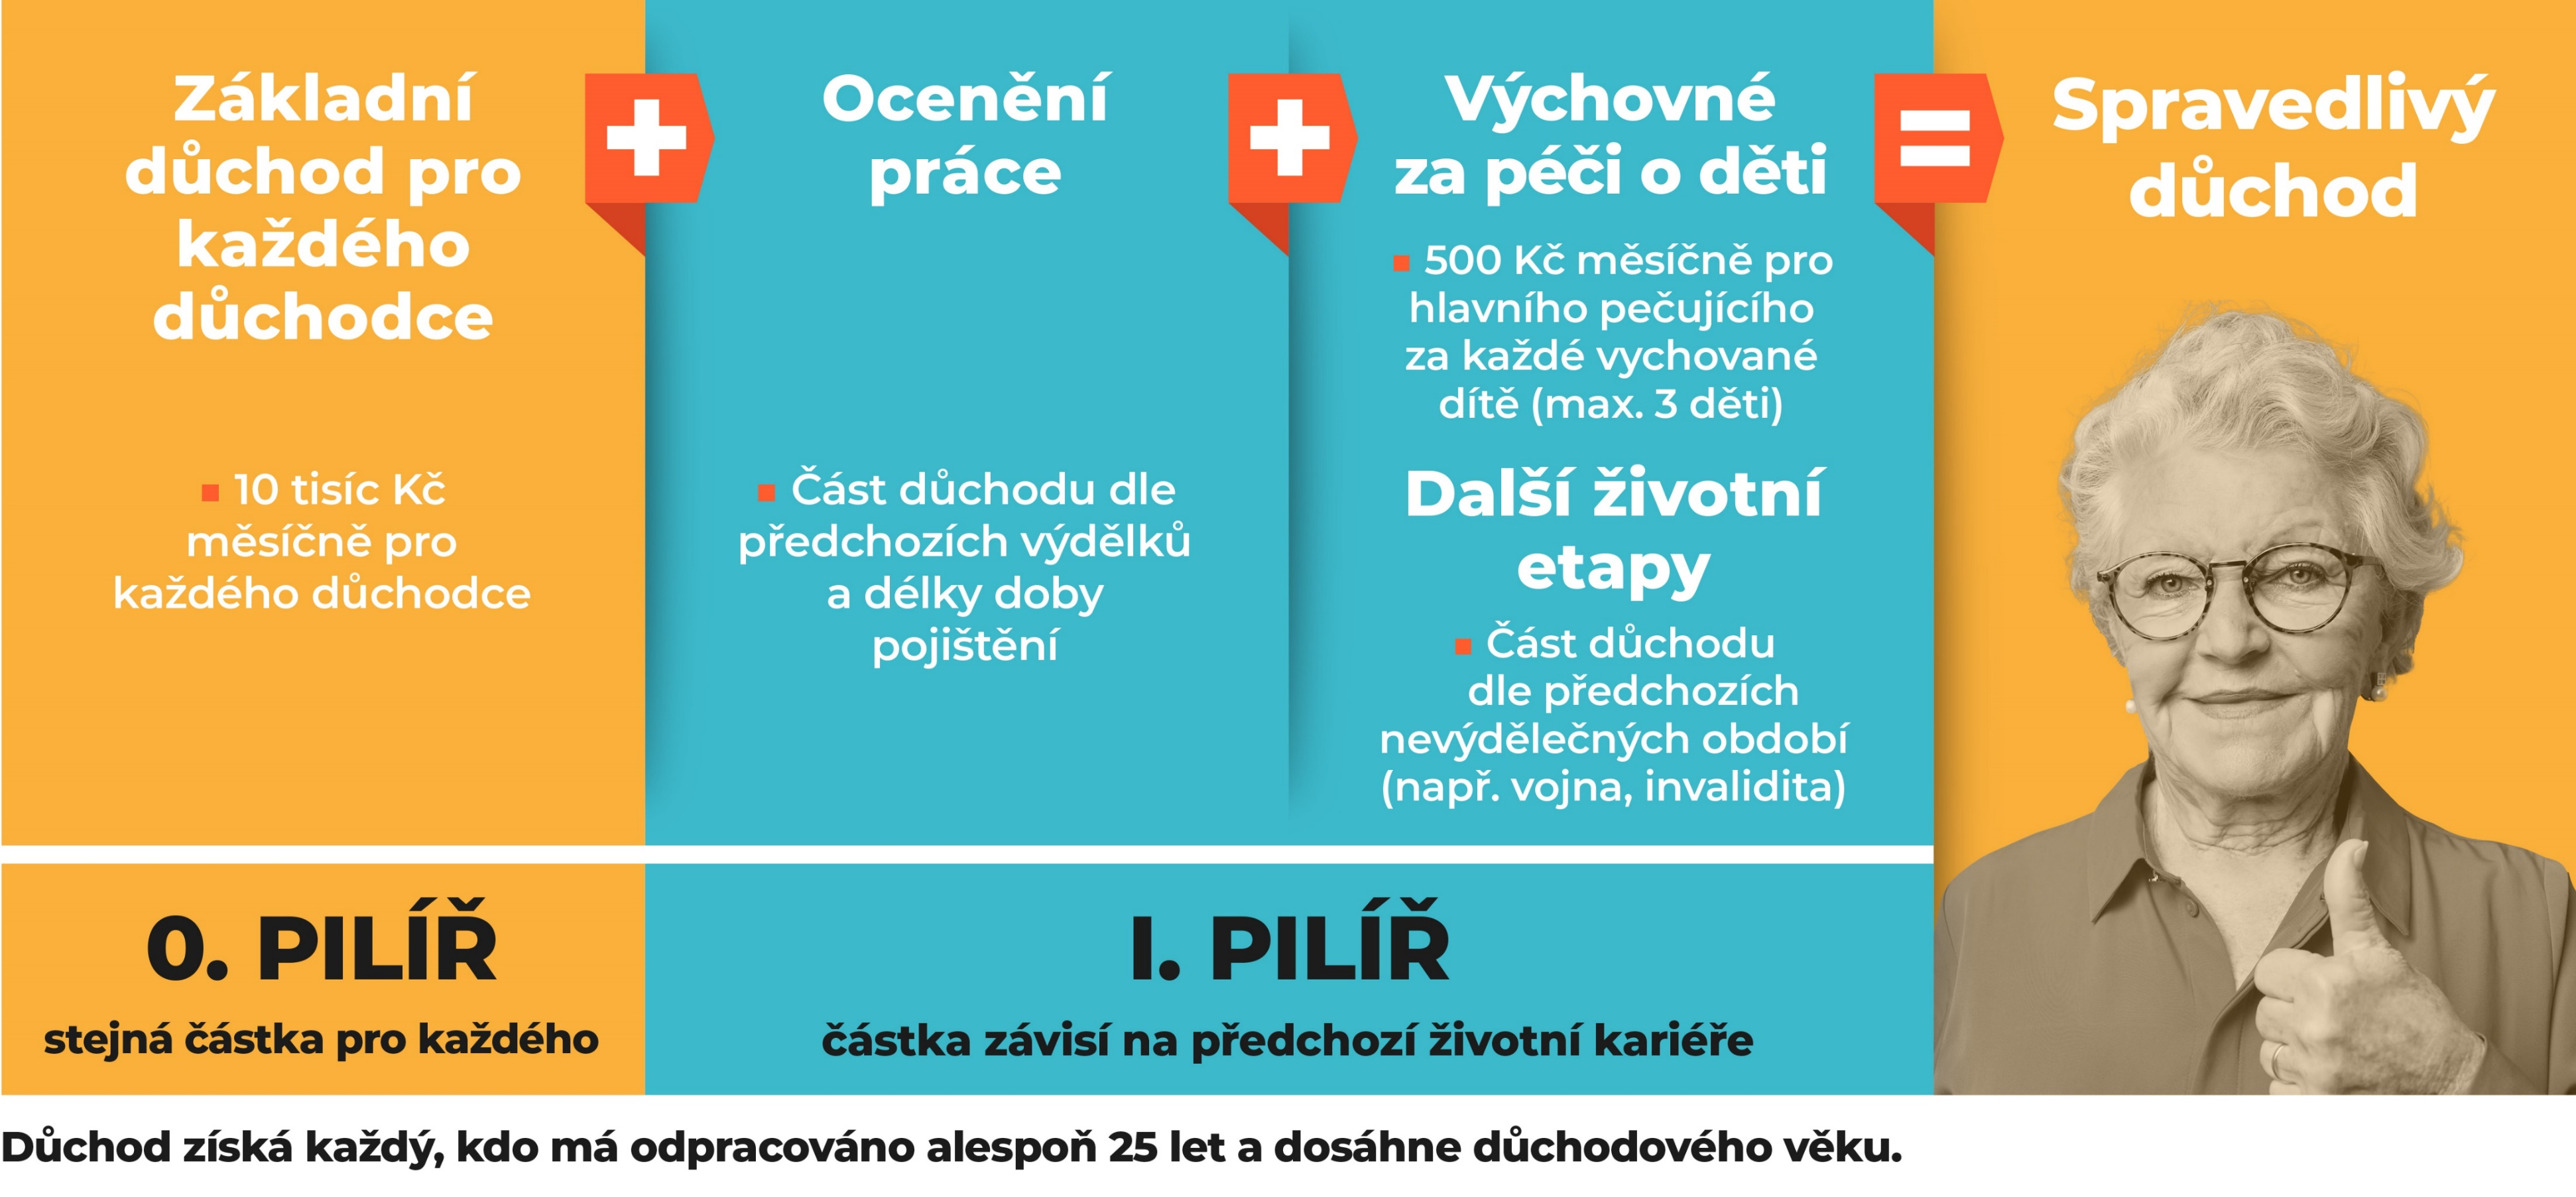 Základní
důchod pro
každého
důchodce
▪ 10 tisíc Kč
měsíčně pro
každého důchodce
+
Ocenění
práce
▪ Část důchodu dle
předchozích výdělků
a délky doby
pojištění
+
Výchovné
za péči o děti
▪ 500 Kč měsíčně pro
hlavního pečujícího
za každé vychované
dítě (max. 3 děti)
Další životní
etapy
▪ Část důchodu
dle předchozích
nevýdělečných období
(např. vojna, invalidita)
=
Spravedlivý
důchod
0. PILÍŘ
stejná částka pro každého
I. PILÍŘ
částka závisí na předchozí životní kariéře
Důchod získá každý, kdo má odpracováno alespoň 25 let a dosáhne důchodového věku.